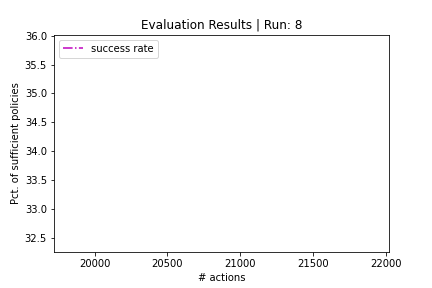 Evaluation Results | Run: 8
success rate
Pct. of sufficient policies
36.0
35.5
35.0
34.5
34.0
33.5
33.0
32.5
20000 20500 21000 21500 22000
# actions